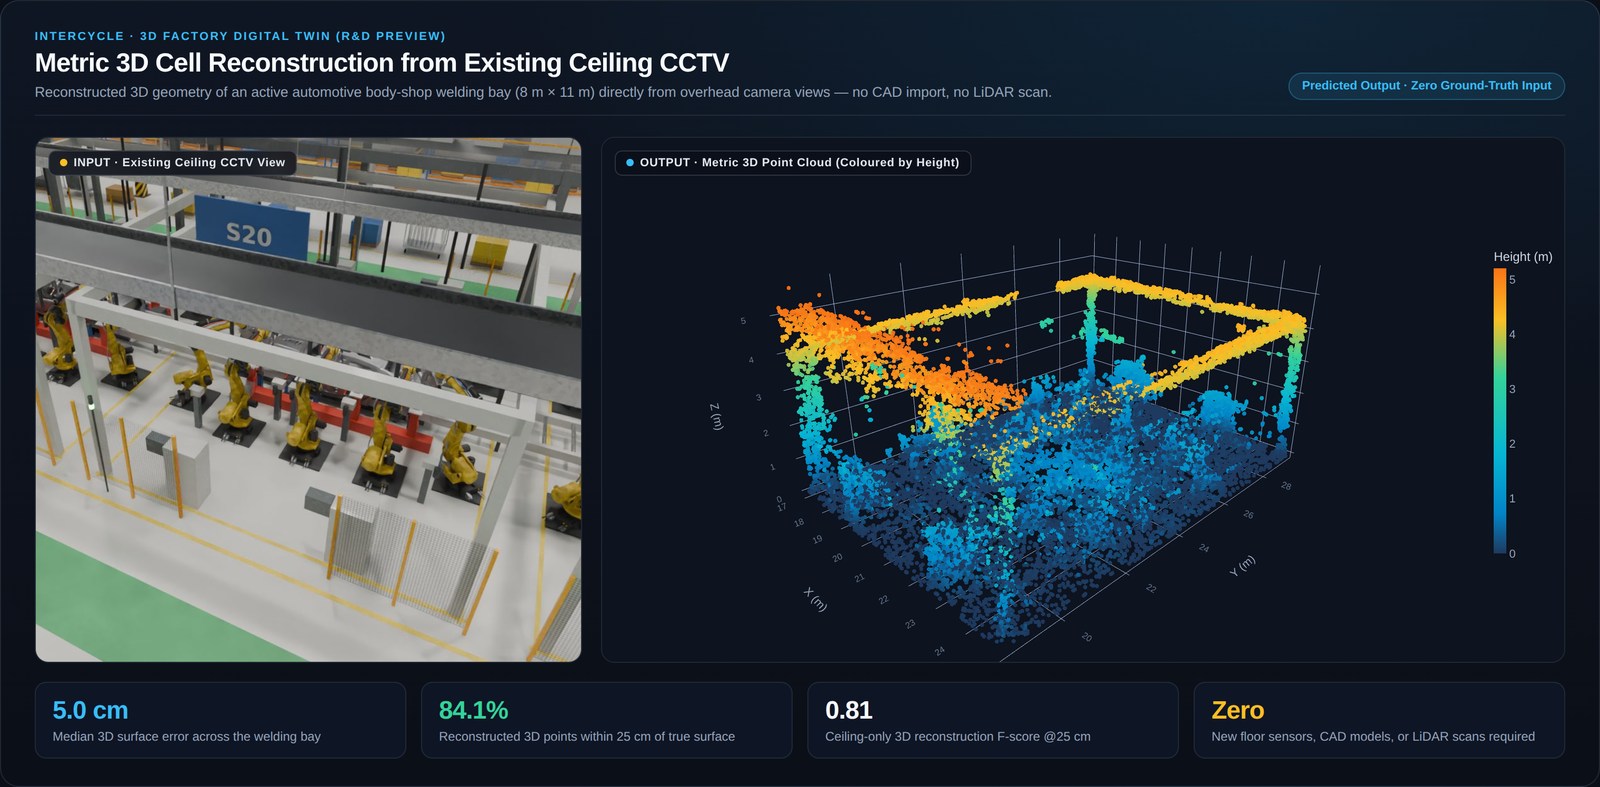 INTERCYCLE · 3D FACTORY DIGITAL TWIN (R&D PREVIEW)
Metric 3D Cell Reconstruction from Existing Ceiling CCTV
Reconstructed 3D geometry of an active automotive body-shop welding bay (8 m × 11 m) directly from overhead camera views — no CAD import, no LiDAR scan.
Predicted Output · Zero Ground-Truth Input
INPUT · Existing Ceiling CCTV View
S20
OUTPUT · Metric 3D Point Cloud (Coloured by Height)
Height (m)
5
4
3
2
1
0
Z (m)
5
4
3
2
1
0
X (m)
17
18
19
20
21
22
23
24
Y (m)
20
22
24
26
28
5.0 cm
Median 3D surface error across the welding bay
84.1%
Reconstructed 3D points within 25 cm of true surface
0.81
Ceiling-only 3D reconstruction F-score @25 cm
Zero
New floor sensors, CAD models, or LiDAR scans required